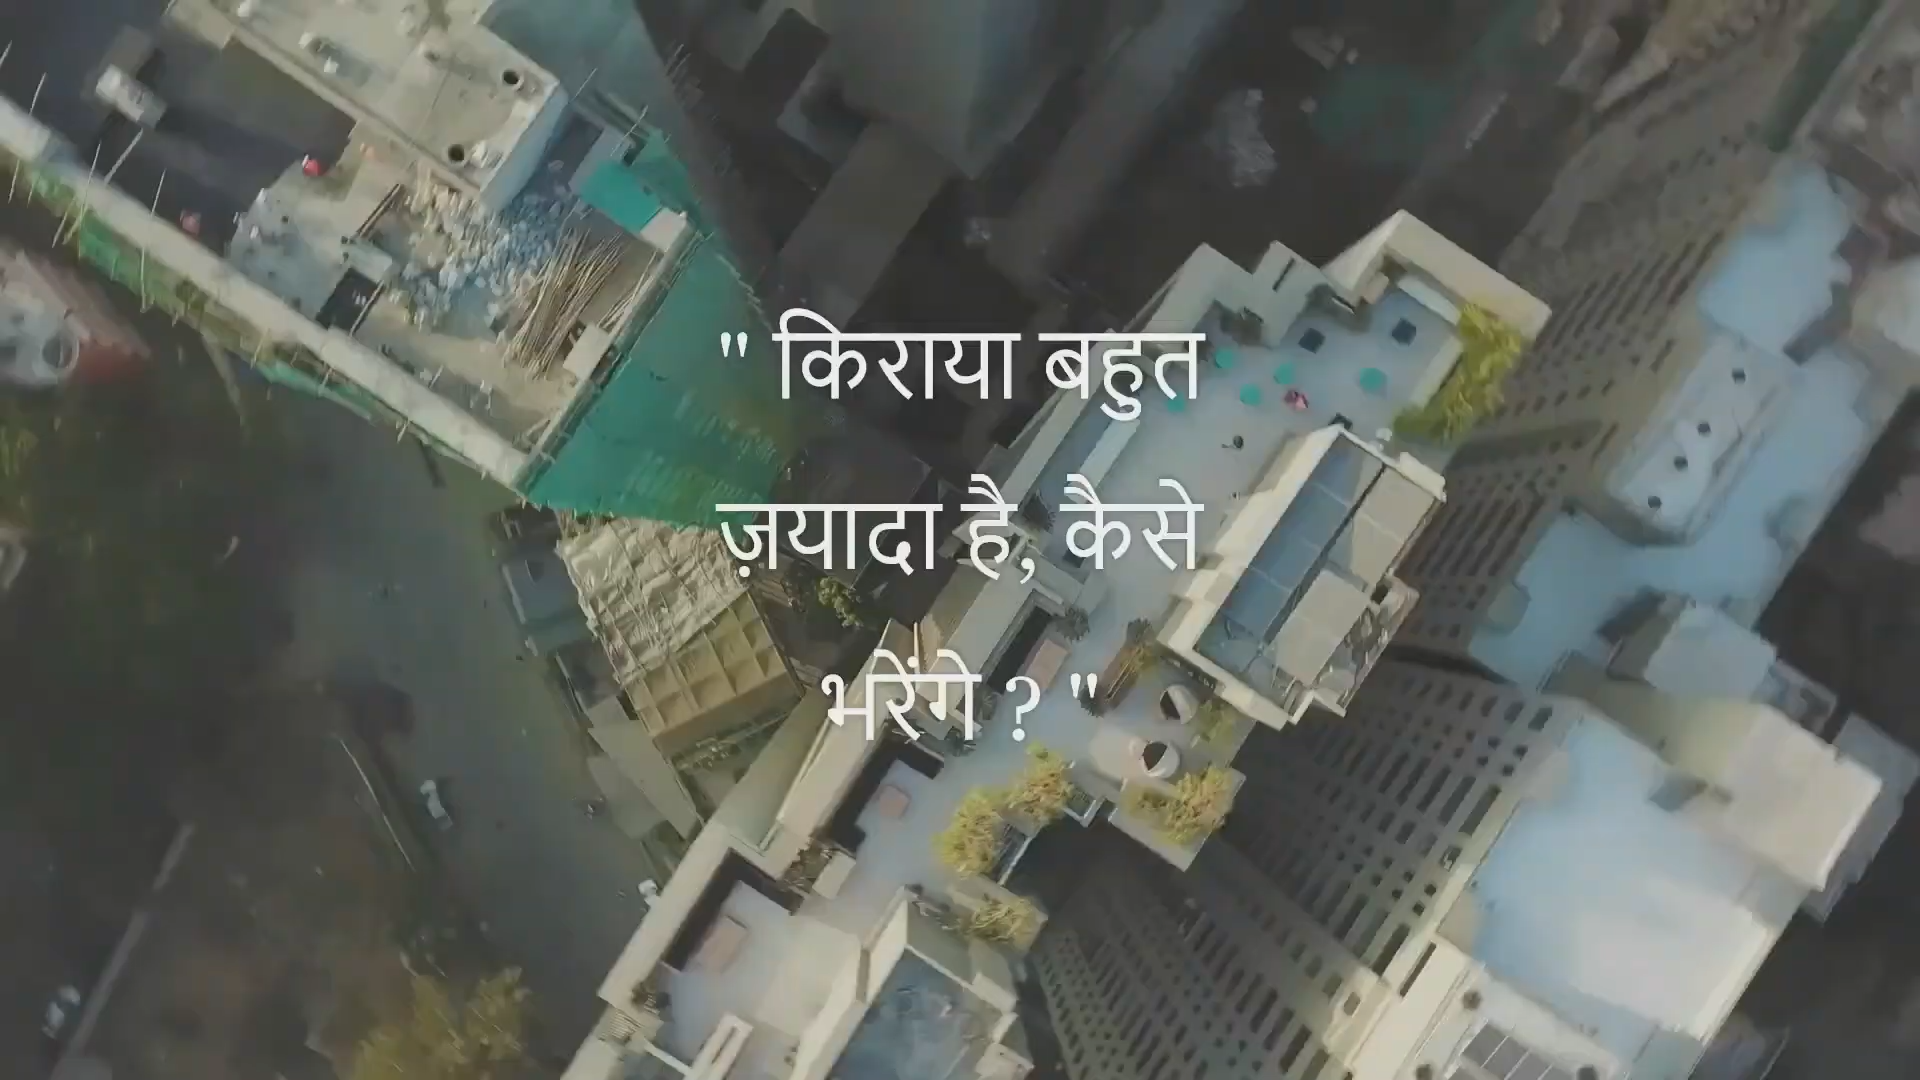 " किराया बहुत
ज़यादा है, कैसे
भरेंगे ? "